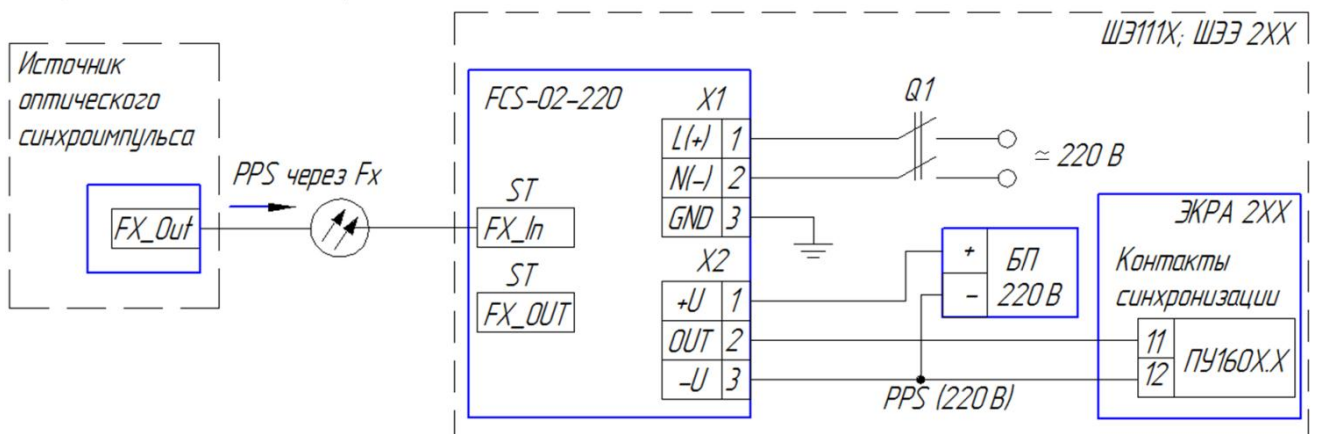 ШЭ111Х; ШЭЭ 2ХХ
Источник
оптического
синхроимпульса
FX_Out
PPS через Fx
FCS-02-220
ST
FX_In
ST
FX_OUT
X1
L(+) 1
N(-) 2
GND 3
X2
+U 1
OUT 2
-U 3
Q1
≃ 220 В
+ БП
- 220 В
PPS (220 В)
ЭКРА 2ХХ
Контакты
синхронизации
11
12
ПУ160Х.Х